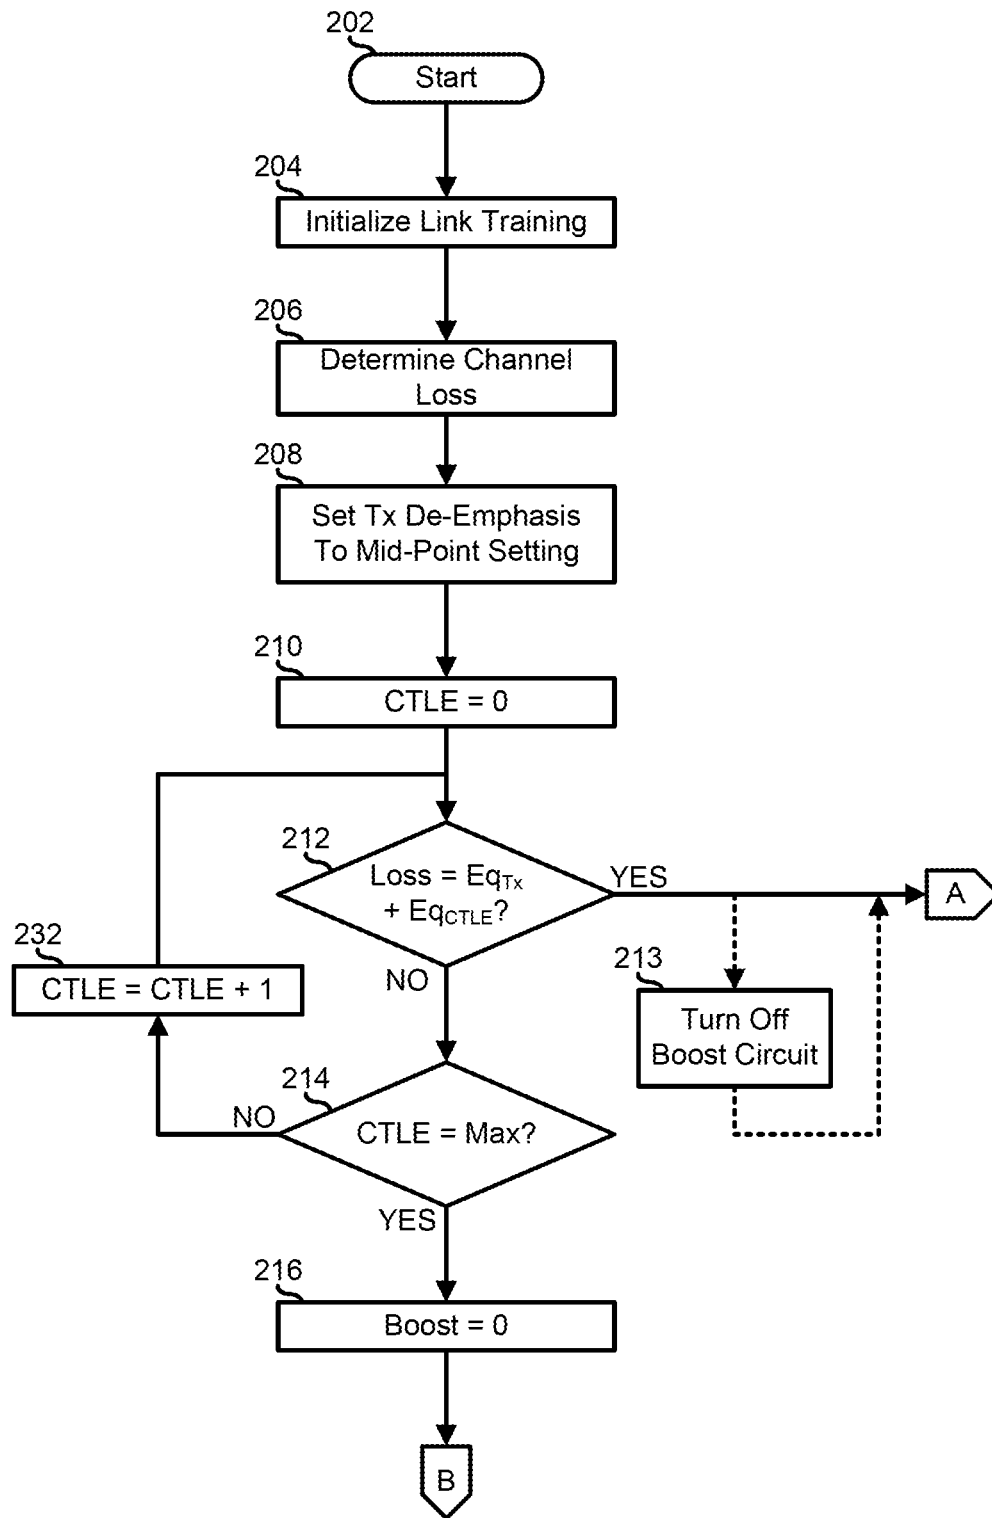 202
Start
204
Initialize Link Training
206
Determine Channel
Loss
208
Set Tx De-Emphasis
To Mid-Point Setting
210
CTLE = 0
212
Loss = EqTx
+ EqCTLE?
YES
A
NO
232
CTLE = CTLE + 1
213
Turn Off
Boost Circuit
214
NO
CTLE = Max?
YES
216
Boost = 0
B